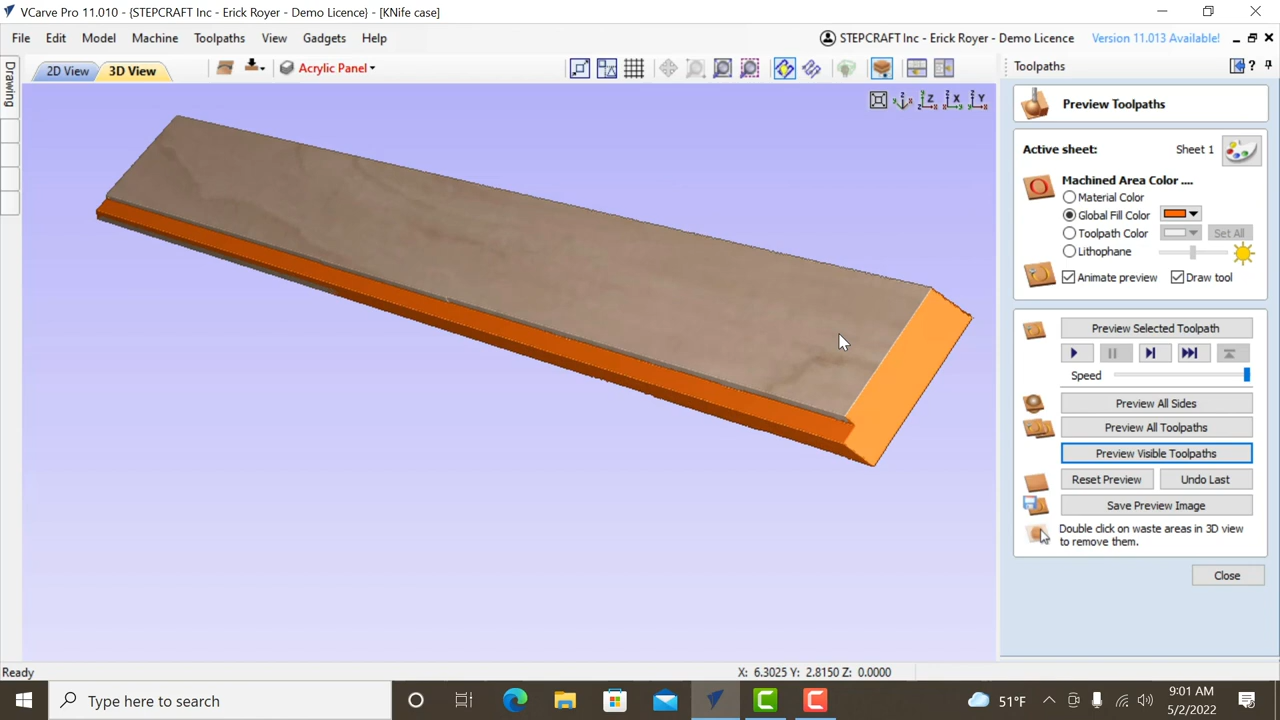 VCarve Pro 11.010 - {STEPCRAFT Inc - Erick Royer - Demo Licence} - [KNife case]
File Edit Model Machine Toolpaths View Gadgets Help
STEPCRAFT Inc - Erick Royer - Demo Licence
Version 11.013 Available!
Drawing
2D View
3D View
Acrylic Panel
Z X Y
Toolpaths
Preview Toolpaths
Active sheet: Sheet 1
Machined Area Color ....
Material Color
Global Fill Color
Toolpath Color Set All
Lithophane
Animate preview Draw tool
Preview Selected Toolpath
Speed
Preview All Sides
Preview All Toolpaths
Preview Visible Toolpaths
Reset Preview Undo Last
Save Preview Image
Double click on waste areas in 3D view
to remove them.
Close
Ready
X: 6.3025 Y: 2.8150 Z: 0.0000
Type here to search
51°F
9:01 AM
5/2/2022